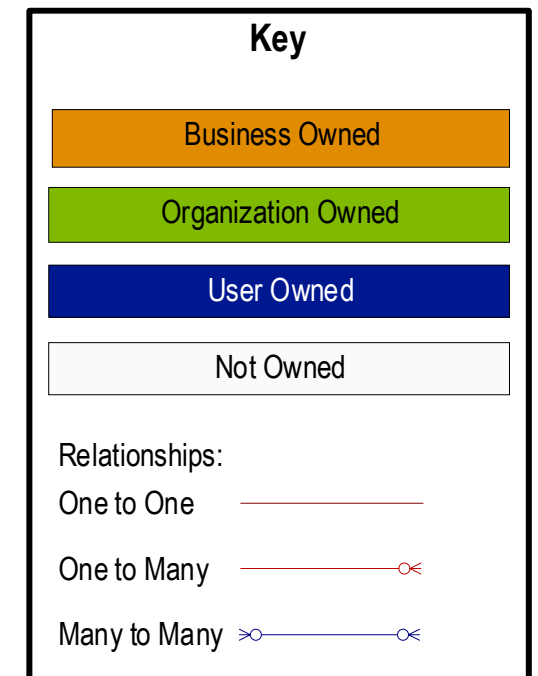 Key
Business Owned
Organization Owned
User Owned
Not Owned
Relationships:
One to One
One to Many
Many to Many